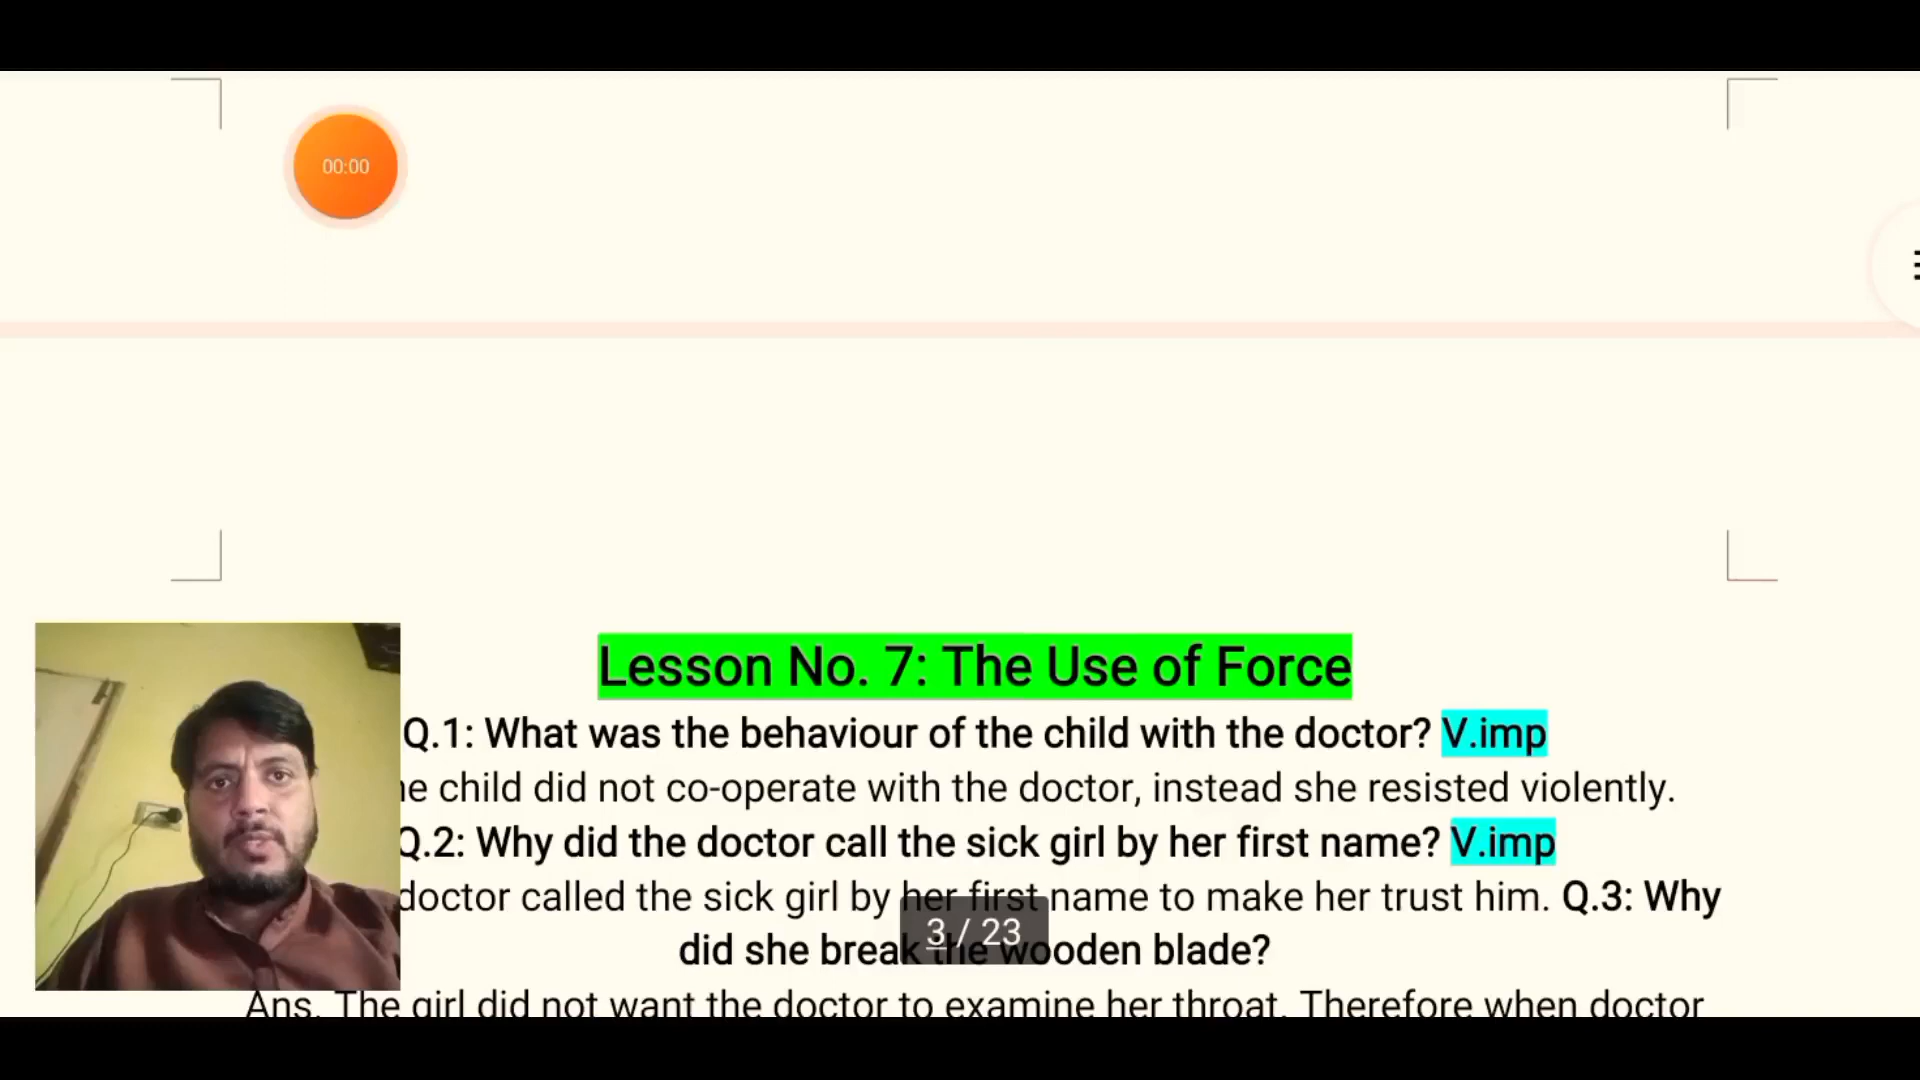 00:00
Lesson No. 7: The Use of Force
Q.1: What was the behaviour of the child with the doctor? V.imp
child did not co-operate with the doctor, instead she resisted violently.
Q.2: Why did the doctor call the sick girl by her first name? V.imp
doctor called the sick girl by her first name to make her trust him. Q.3: Why
3 / 23
did she break the wooden blade?
Ans. The girl did not want the doctor to examine her throat. Therefore when doctor